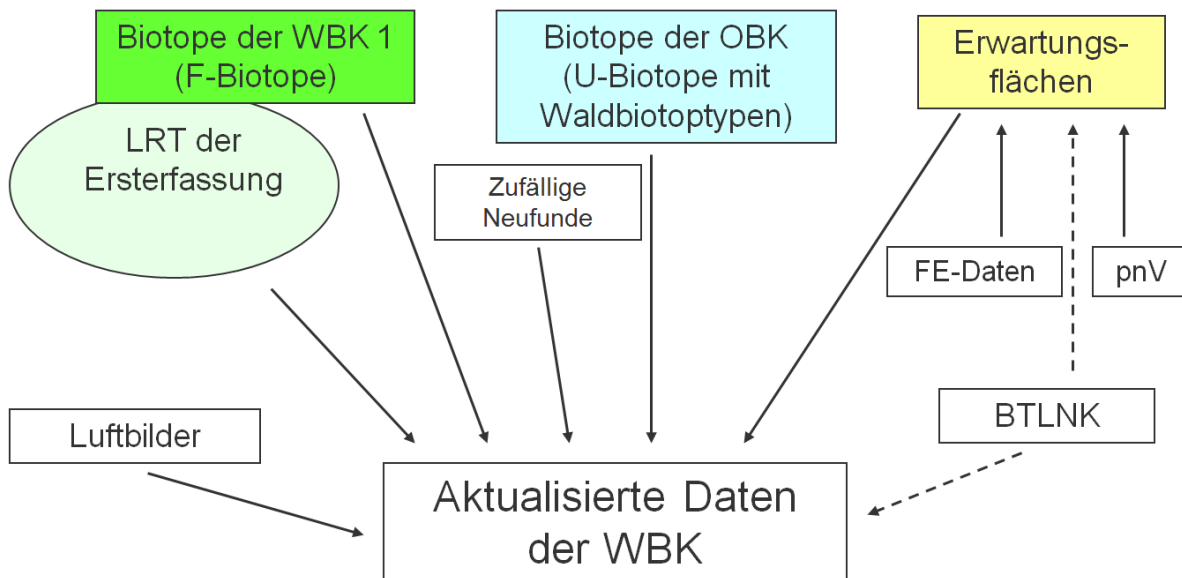 Biotope der WBK 1
(F-Biotope)
LRT der
Ersterfassung
Biotope der OBK
(U-Biotope mit
Waldbiotoptypen)
Erwartungs-
flächen
Zufällige
Neufunde
FE-Daten
pnV
Luftbilder
BTLNK
Aktualisierte Daten
der WBK